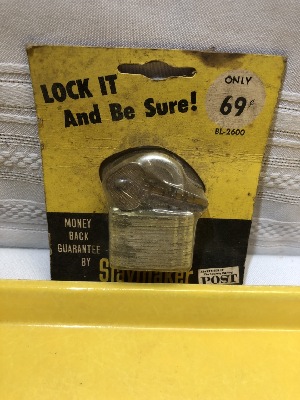 LOCK IT
And Be Sure!
ONLY
69¢
BL-2600
MONEY
BACK
GUARANTEE
BY
Slaymaker
POST